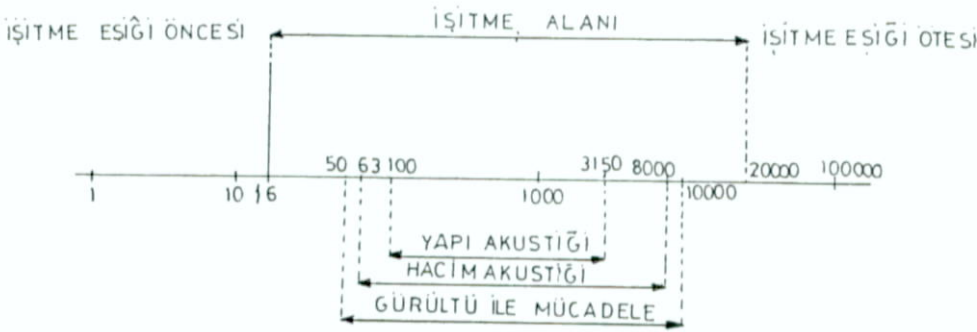 İŞİTME ALANI
İŞİTME EŞİĞİ ÖNCESİ
İŞİTME EŞİĞİ ÖTESİ
50 63 100 3150 8000 20000 100000
1 10 16 1000 10000
YAPI AKUSTİĞİ
HACİM AKUSTİĞİ
GÜRÜLTÜ İLE MÜCADELE